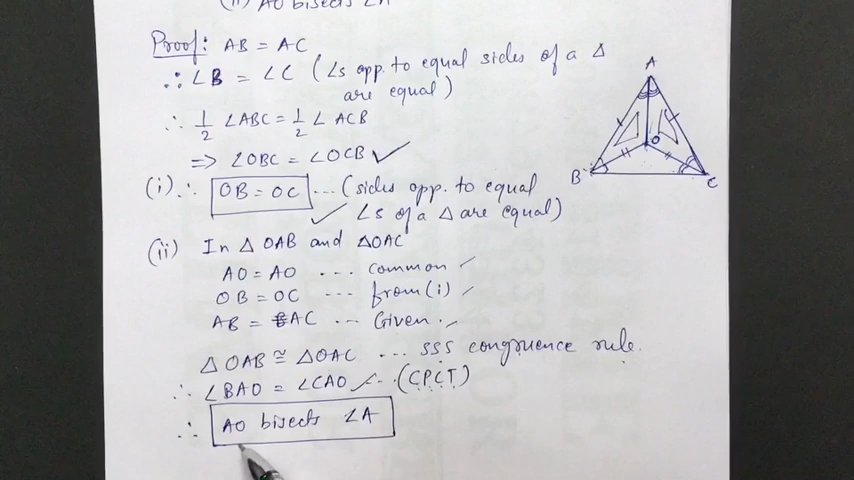 (ii) AO bisects ∠A
Proof: AB = AC
∴ ∠B = ∠C (∠s opp. to equal sides of a Δ
are equal)
∴ 1/2 ∠ABC = 1/2 ∠ACB
=> ∠OBC = ∠OCB ✓
(i) ∴ OB = OC ... (sides opp. to equal
∠s of a Δ are equal)
(ii) In Δ OAB and ΔOAC
AO = AO ... common
OB = OC ... from (i)
AB = AC ... Given.
Δ OAB ≅ ΔOAC ... SSS congruence rule.
∴ ∠BAO = ∠CAO ... (CPCT)
∴ AO bisects ∠A
A
O
B
C